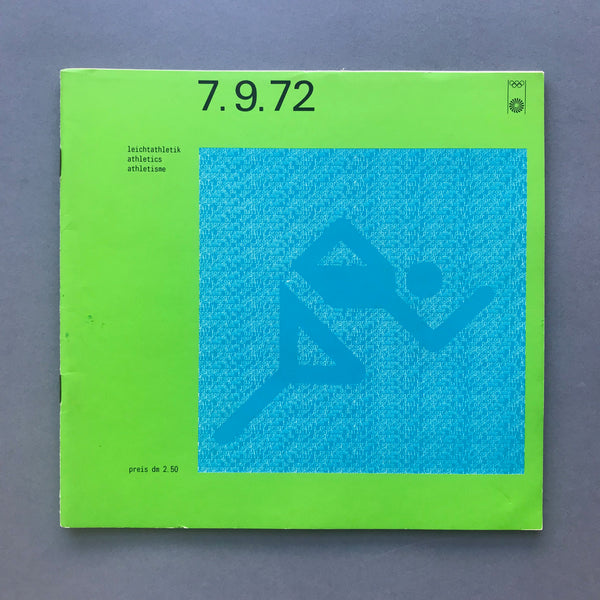 7. 9. 72
leichtathletik
athletics
athletisme
preis dm 2.50